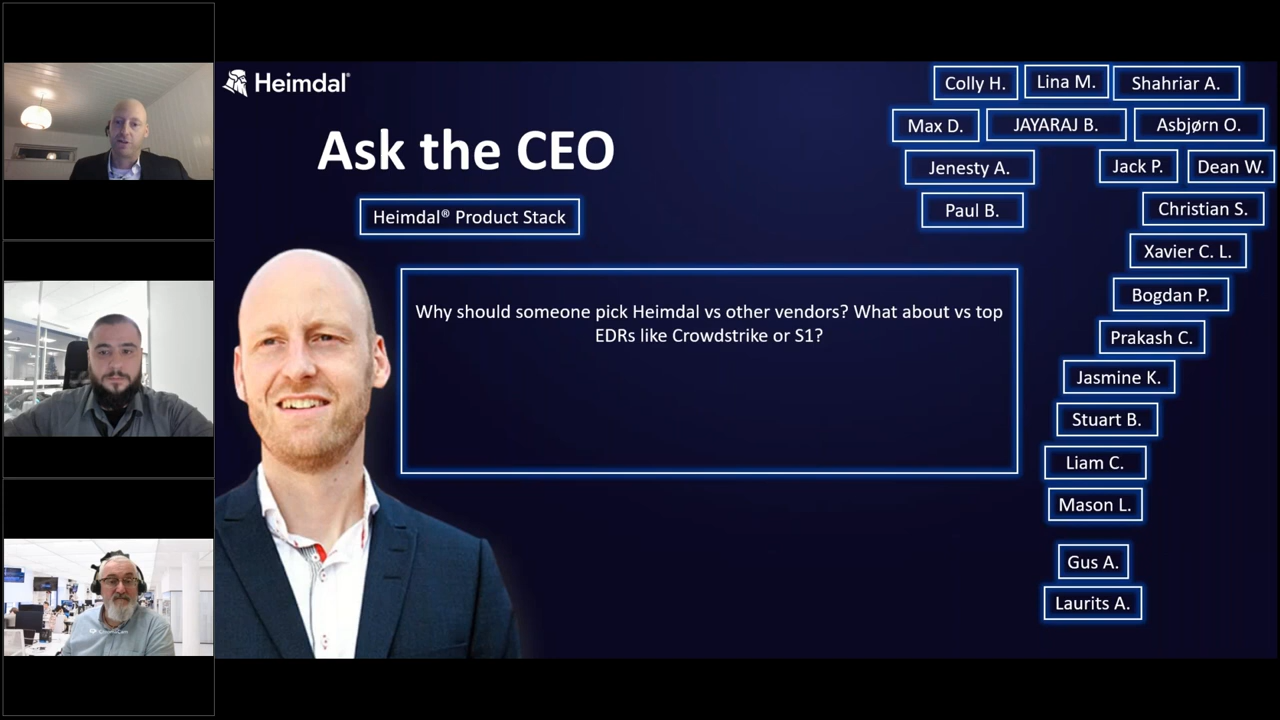 Heimdal®
Ask the CEO
Heimdal® Product Stack
Why should someone pick Heimdal vs other vendors? What about vs top
EDRs like Crowdstrike or S1?
Colly H.
Lina M.
Shahriar A.
Max D.
JAYARAJ B.
Asbjørn O.
Jenesty A.
Jack P.
Dean W.
Paul B.
Christian S.
Xavier C. L.
Bogdan P.
Prakash C.
Jasmine K.
Stuart B.
Liam C.
Mason L.
Gus A.
Laurits A.